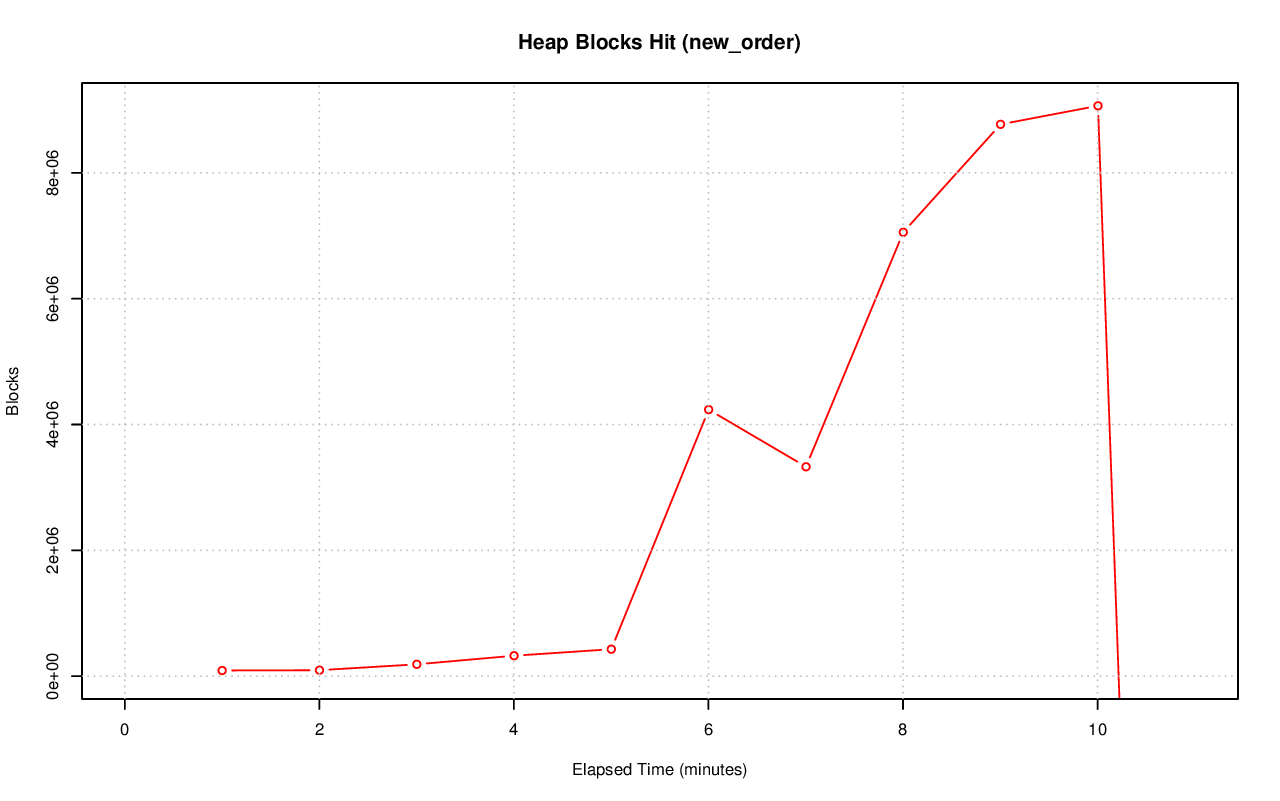 Heap Blocks Hit (new_order)
Blocks
8e+06
6e+06
4e+06
2e+06
0e+00
0 2 4 6 8 10
Elapsed Time (minutes)